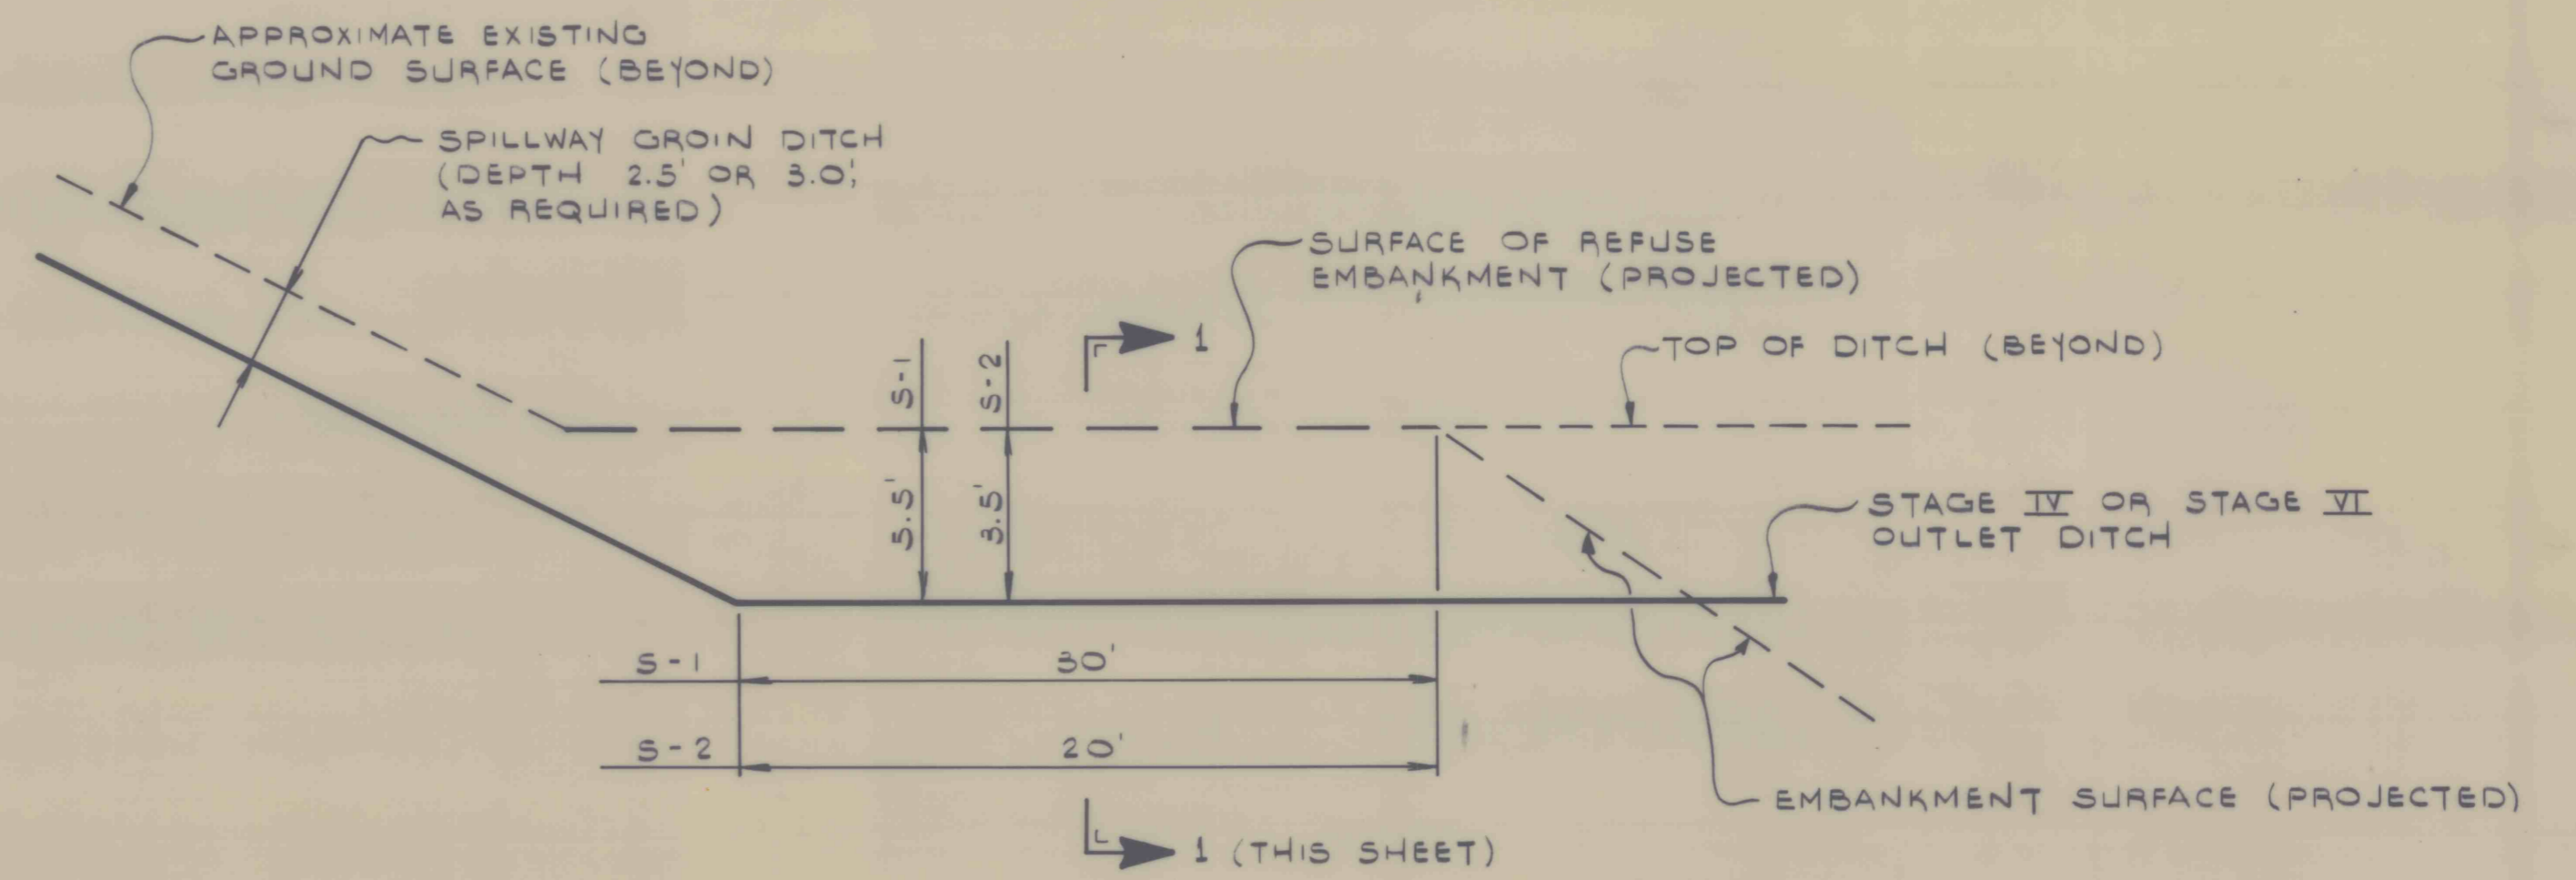 APPROXIMATE EXISTING
GROUND SURFACE (BEYOND)
SPILLWAY GROIN DITCH
(DEPTH 2.5' OR 3.0',
AS REQUIRED)
SURFACE OF REFUSE
EMBANKMENT (PROJECTED)
1
TOP OF DITCH (BEYOND)
S-1
S-2
5.5'
3.5'
STAGE IV OR STAGE VI
OUTLET DITCH
S-1
30'
S-2
20'
EMBANKMENT SURFACE (PROJECTED)
1 (THIS SHEET)